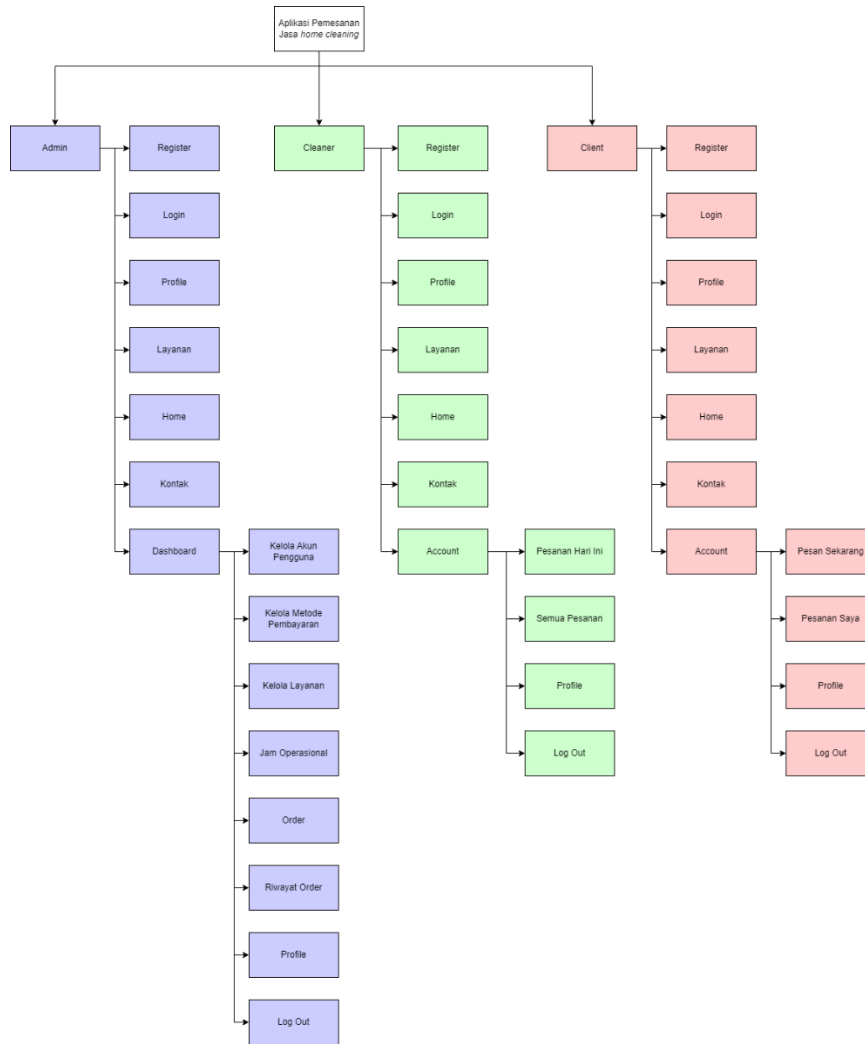 Aplikasi Pemesanan
Jasa home cleaning
Admin
Register
Login
Profile
Layanan
Home
Kontak
Dashboard
Kelola Akun
Pengguna
Kelola Metode
Pembayaran
Kelola Layanan
Jam Operasional
Order
Riwayat Order
Profile
Log Out
Cleaner
Register
Login
Profile
Layanan
Home
Kontak
Account
Pesanan Hari Ini
Semua Pesanan
Profile
Log Out
Client
Register
Login
Profile
Layanan
Home
Kontak
Account
Pesan Sekarang
Pesanan Saya
Profile
Log Out